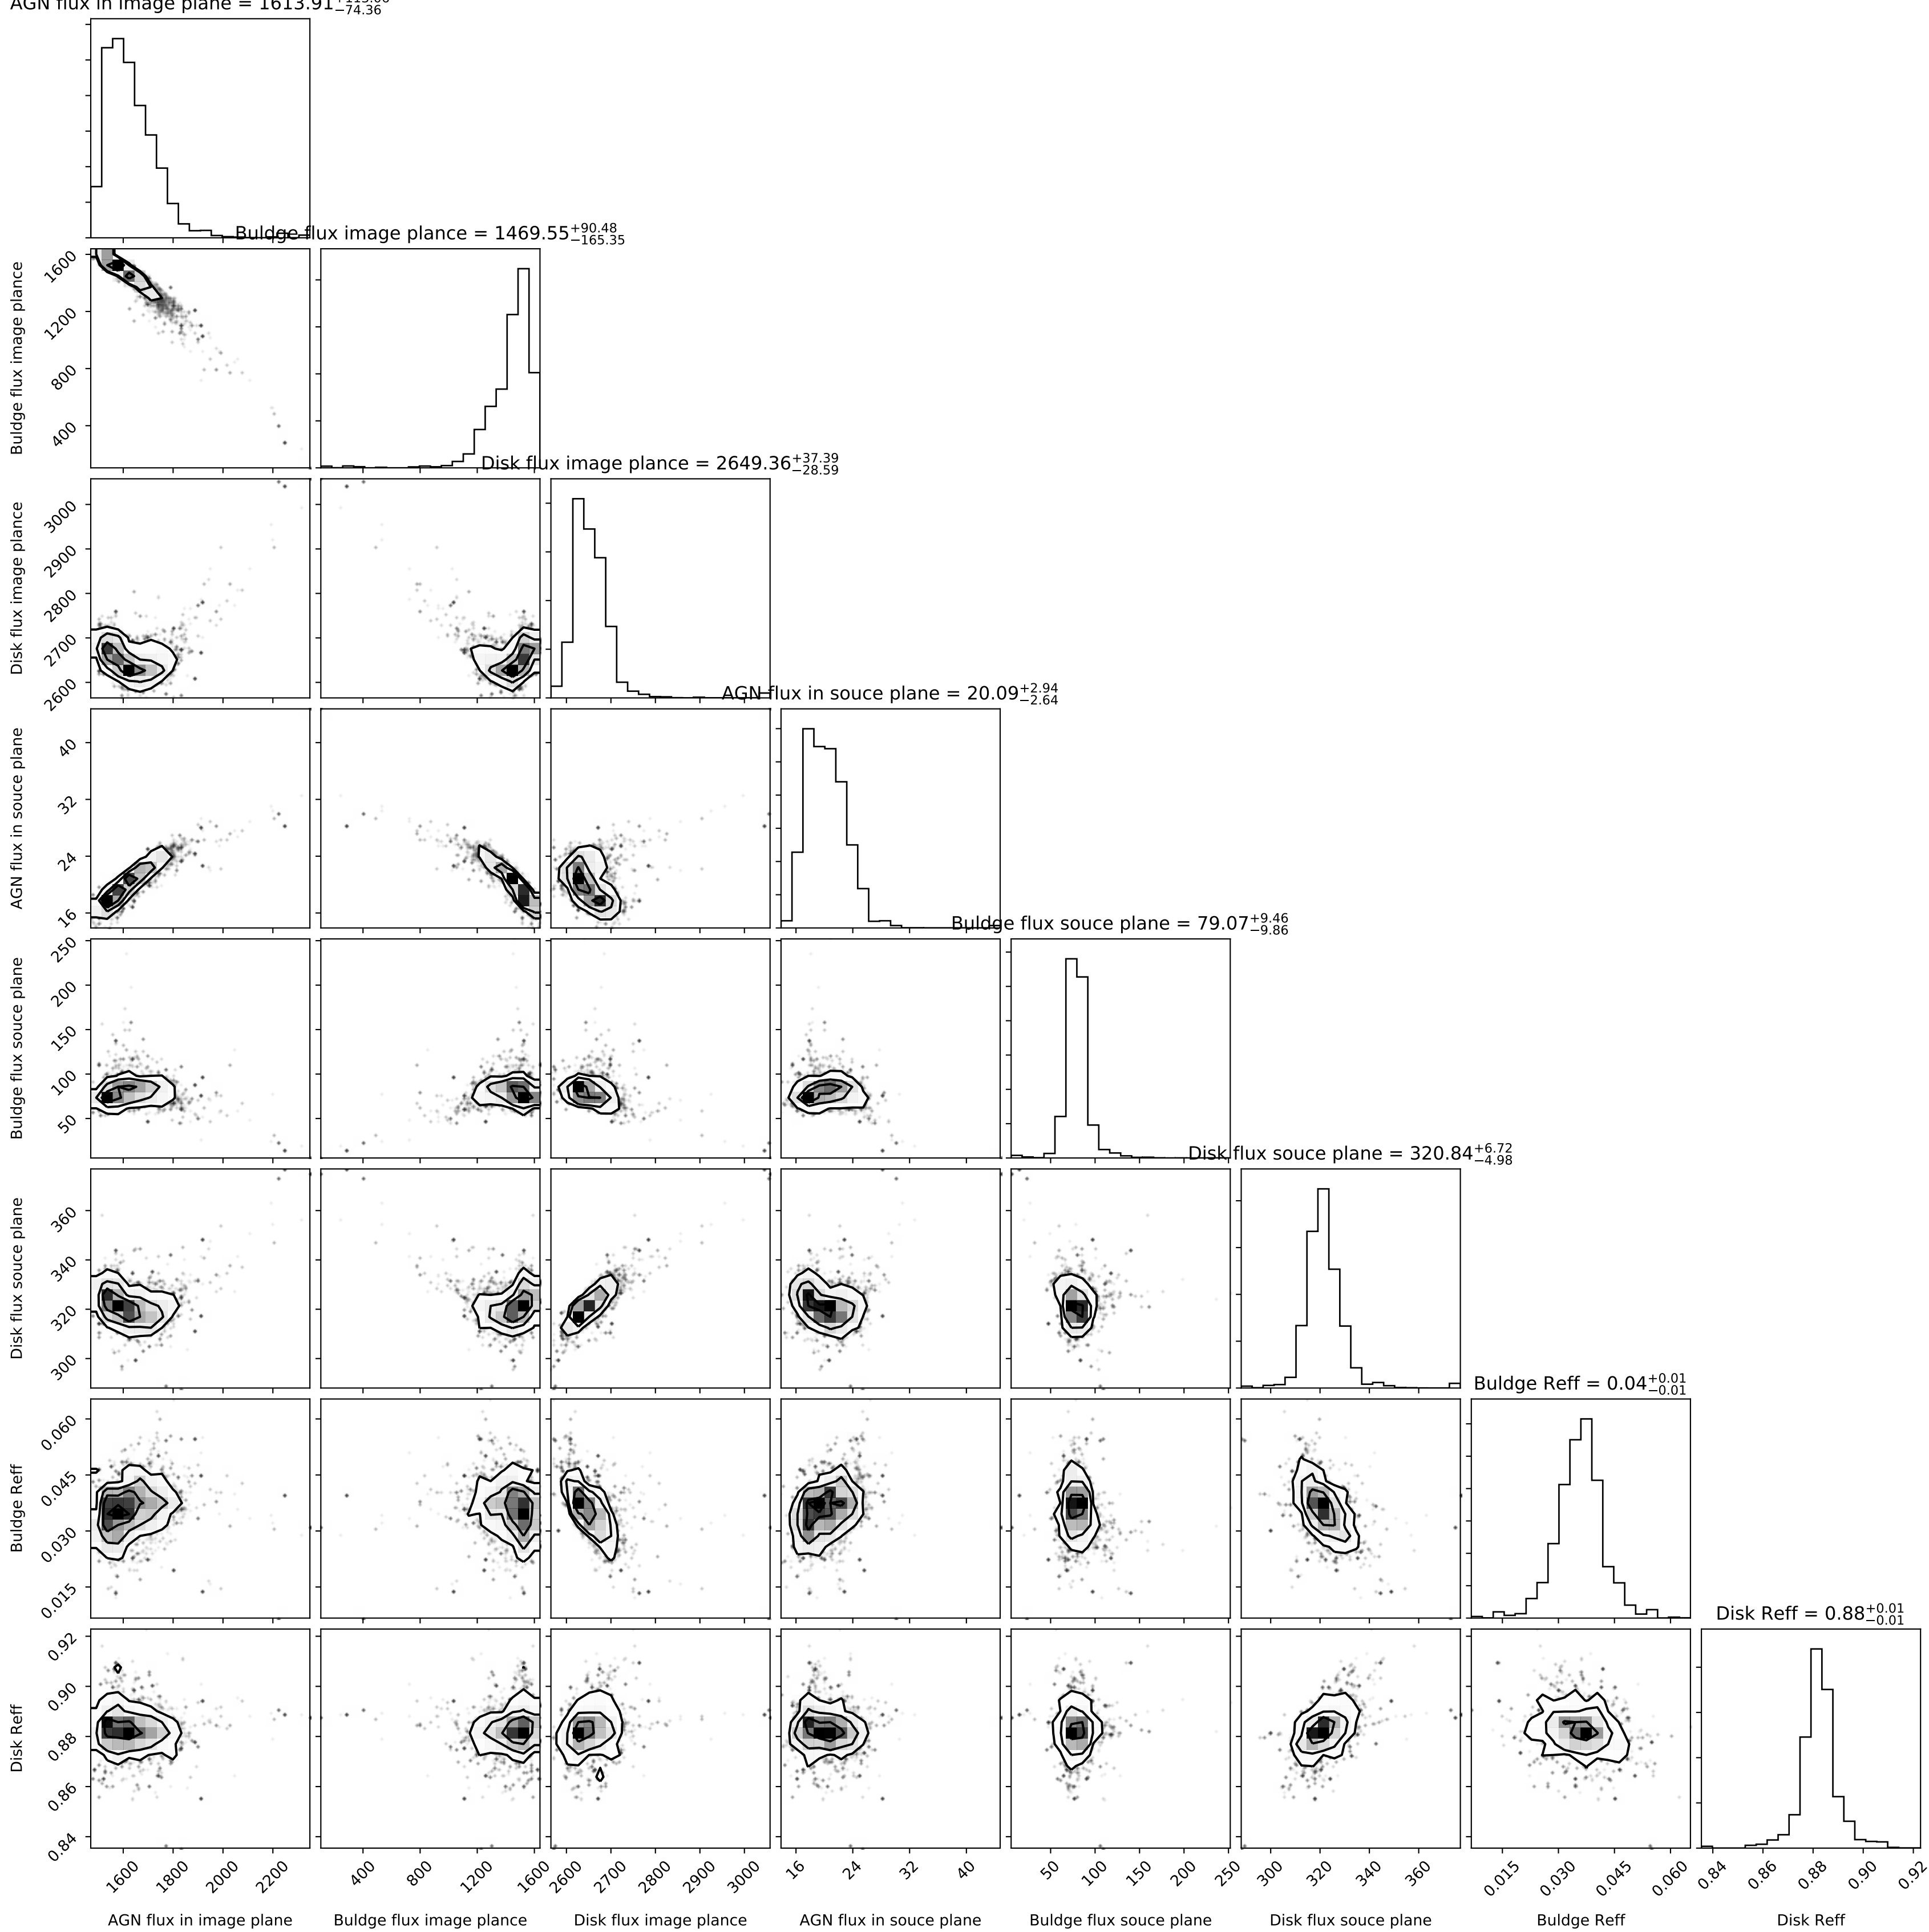 AGN flux in image plane = 1613.91 −74.36
Buldge flux image plance = 1469.55 +90.48 −165.35
1600
1200
800
400
Buldge flux image plance
Disk flux image plance = 2649.36 +37.39 −28.59
3000
2900
2800
2700
2600
Disk flux image plance
AGN flux in souce plane = 20.09 +2.94 −2.64
40
32
24
16
AGN flux in souce plane
Buldge flux souce plane = 79.07 +9.46 −9.86
250
200
150
100
50
Buldge flux souce plane
Disk flux souce plane = 320.84 +6.72 −4.98
360
340
320
300
Disk flux souce plane
Buldge Reff = 0.04 +0.01 −0.01
0.060
0.045
0.030
0.015
Buldge Reff
Disk Reff = 0.88 +0.01 −0.01
0.92
0.90
0.88
0.86
0.84
Disk Reff
1600 1800 2000 2200 400 800 1200 1600 2600 2700 2800 2900 3000 16 24 32 40 50 100 150 200 250 300 320 340 360 0.015 0.030 0.045 0.060 0.84 0.86 0.88 0.90 0.92
AGN flux in image plane Buldge flux image plance Disk flux image plance AGN flux in souce plane Buldge flux souce plane Disk flux souce plane Buldge Reff Disk Reff